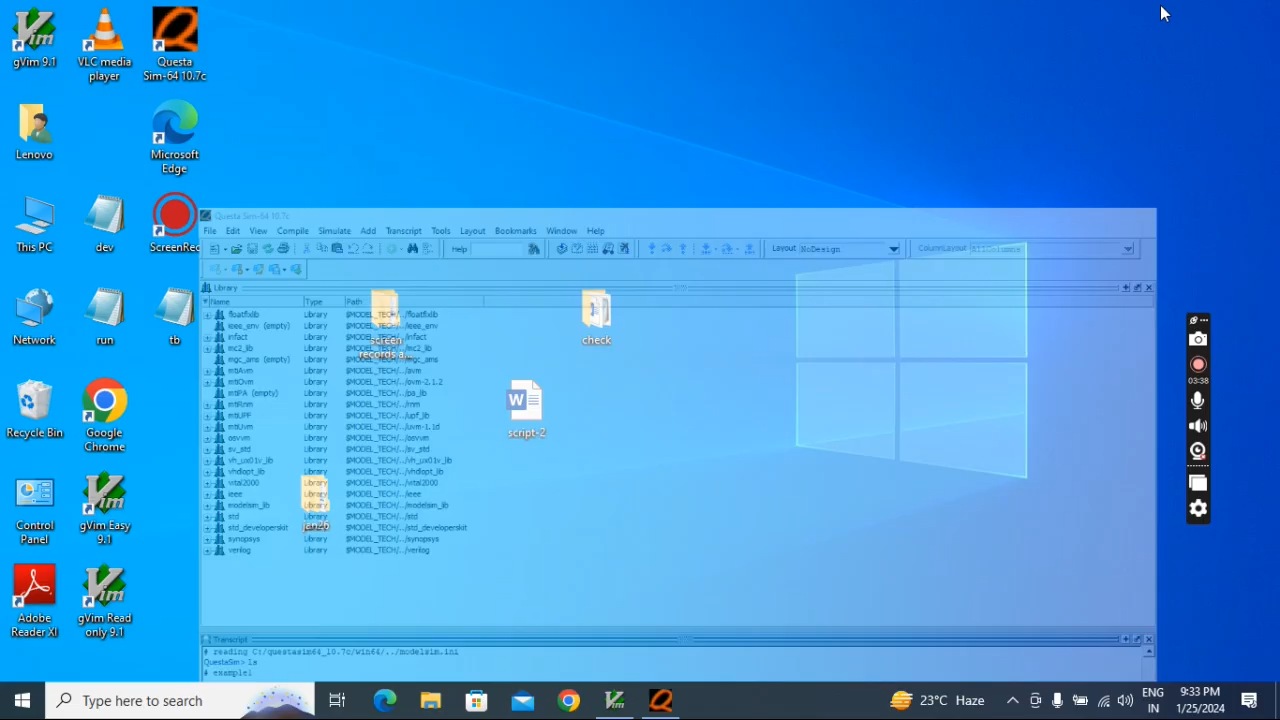 gVim 9.1
VLC media
player
Questa
Sim-64 10.7c
Lenovo
Microsoft
Edge
This PC
dev
ScreenRec
Network
run
tb
Recycle Bin
Google
Chrome
Control
Panel
gVim Easy
9.1
Adobe
Reader XI
gVim Read
only 9.1
Questa Sim-64 10.7c
File Edit View Compile Simulate Add Transcript Tools Layout Bookmarks Window Help
Help
Layout NoDesign
ColumnLayout AllColumns
Library
Name Type Path
floatfixlib Library $MODEL_TECH/../floatfixlib
ieee_env (empty) Library $MODEL_TECH/../ieee_env
infact Library $MODEL_TECH/../infact
mc2_lib Library $MODEL_TECH/../mc2_lib
mgc_ams (empty) Library $MODEL_TECH/../mgc_ams
mtiAvm Library $MODEL_TECH/../avm
mtiOvm Library $MODEL_TECH/../ovm-2.1.2
mtiPA (empty) Library $MODEL_TECH/../pa_lib
mtiRnm Library $MODEL_TECH/../rnm
mtiUPF Library $MODEL_TECH/../upf_lib
mtiUvm Library $MODEL_TECH/../uvm-1.1d
osvvm Library $MODEL_TECH/../osvvm
sv_std Library $MODEL_TECH/../sv_std
vh_ux01v_lib Library $MODEL_TECH/../vh_ux01v_lib
vhdlopt_lib Library $MODEL_TECH/../vhdlopt_lib
vital2000 Library $MODEL_TECH/../vital2000
ieee Library $MODEL_TECH/../ieee
modelsim_lib Library $MODEL_TECH/../modelsim_lib
std Library $MODEL_TECH/../std
std_developerskit Library $MODEL_TECH/../std_developerskit
synopsys Library $MODEL_TECH/../synopsys
verilog Library $MODEL_TECH/../verilog
screen
records a...
check
script-2
jan26
Transcript
# reading C:/questasim64_10.7c/win64/../modelsim.ini
QuestaSim> ls
# example1
03:38
Type here to search
23°C Haze
ENG
IN
9:33 PM
1/25/2024